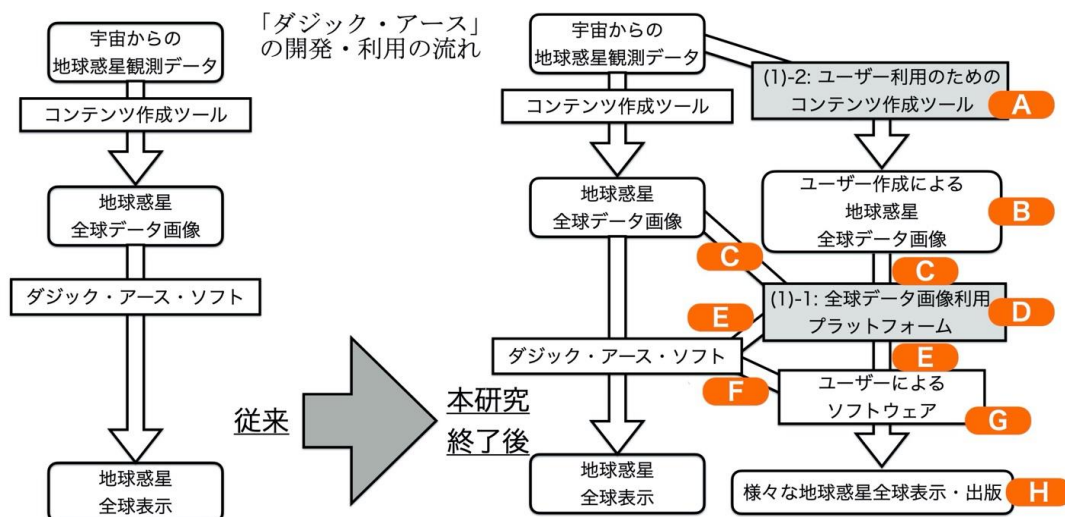 「ダジック・アース」
の開発・利用の流れ
宇宙からの
地球惑星観測データ
コンテンツ作成ツール
地球惑星
全球データ画像
ダジック・アース・ソフト
地球惑星
全球表示
従来
本研究
終了後
宇宙からの
地球惑星観測データ
コンテンツ作成ツール
地球惑星
全球データ画像
C
E
ダジック・アース・ソフト
F
地球惑星
全球表示
(1)-2: ユーザー利用のための
コンテンツ作成ツール
A
ユーザー作成による
地球惑星
全球データ画像
B
C
(1)-1: 全球データ画像利用
プラットフォーム
D
E
ユーザーによる
ソフトウェア
G
様々な地球惑星全球表示・出版
H